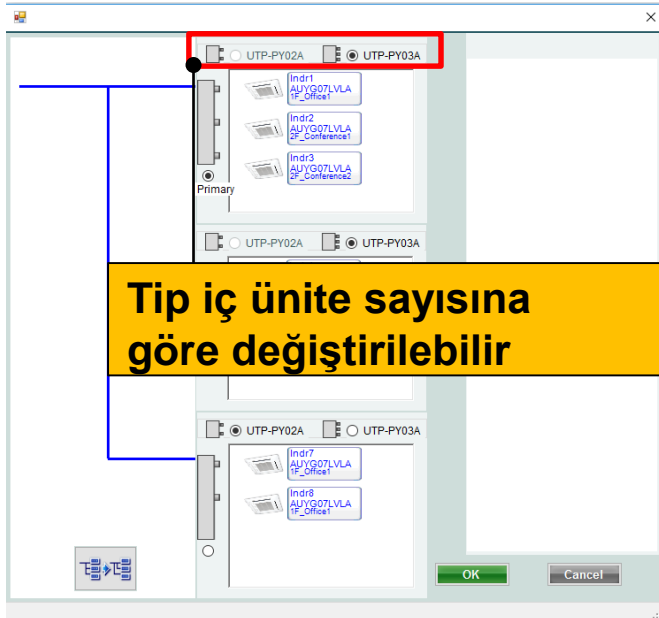 UTP-PY02A UTP-PY03A
Indr1
AUYG07LVLA
1F_Office1
Indr2
AUYG07LVLA
2F_Conference1
Indr3
AUYG07LVLA
2F_Conference2
Primary
UTP-PY02A UTP-PY03A
Tip iç ünite sayısına
göre değiştirilebilir
UTP-PY02A UTP-PY03A
Indr7
AUYG07LVLA
1F_Office1
Indr8
AUYG07LVLA
1F_Office1
OK Cancel